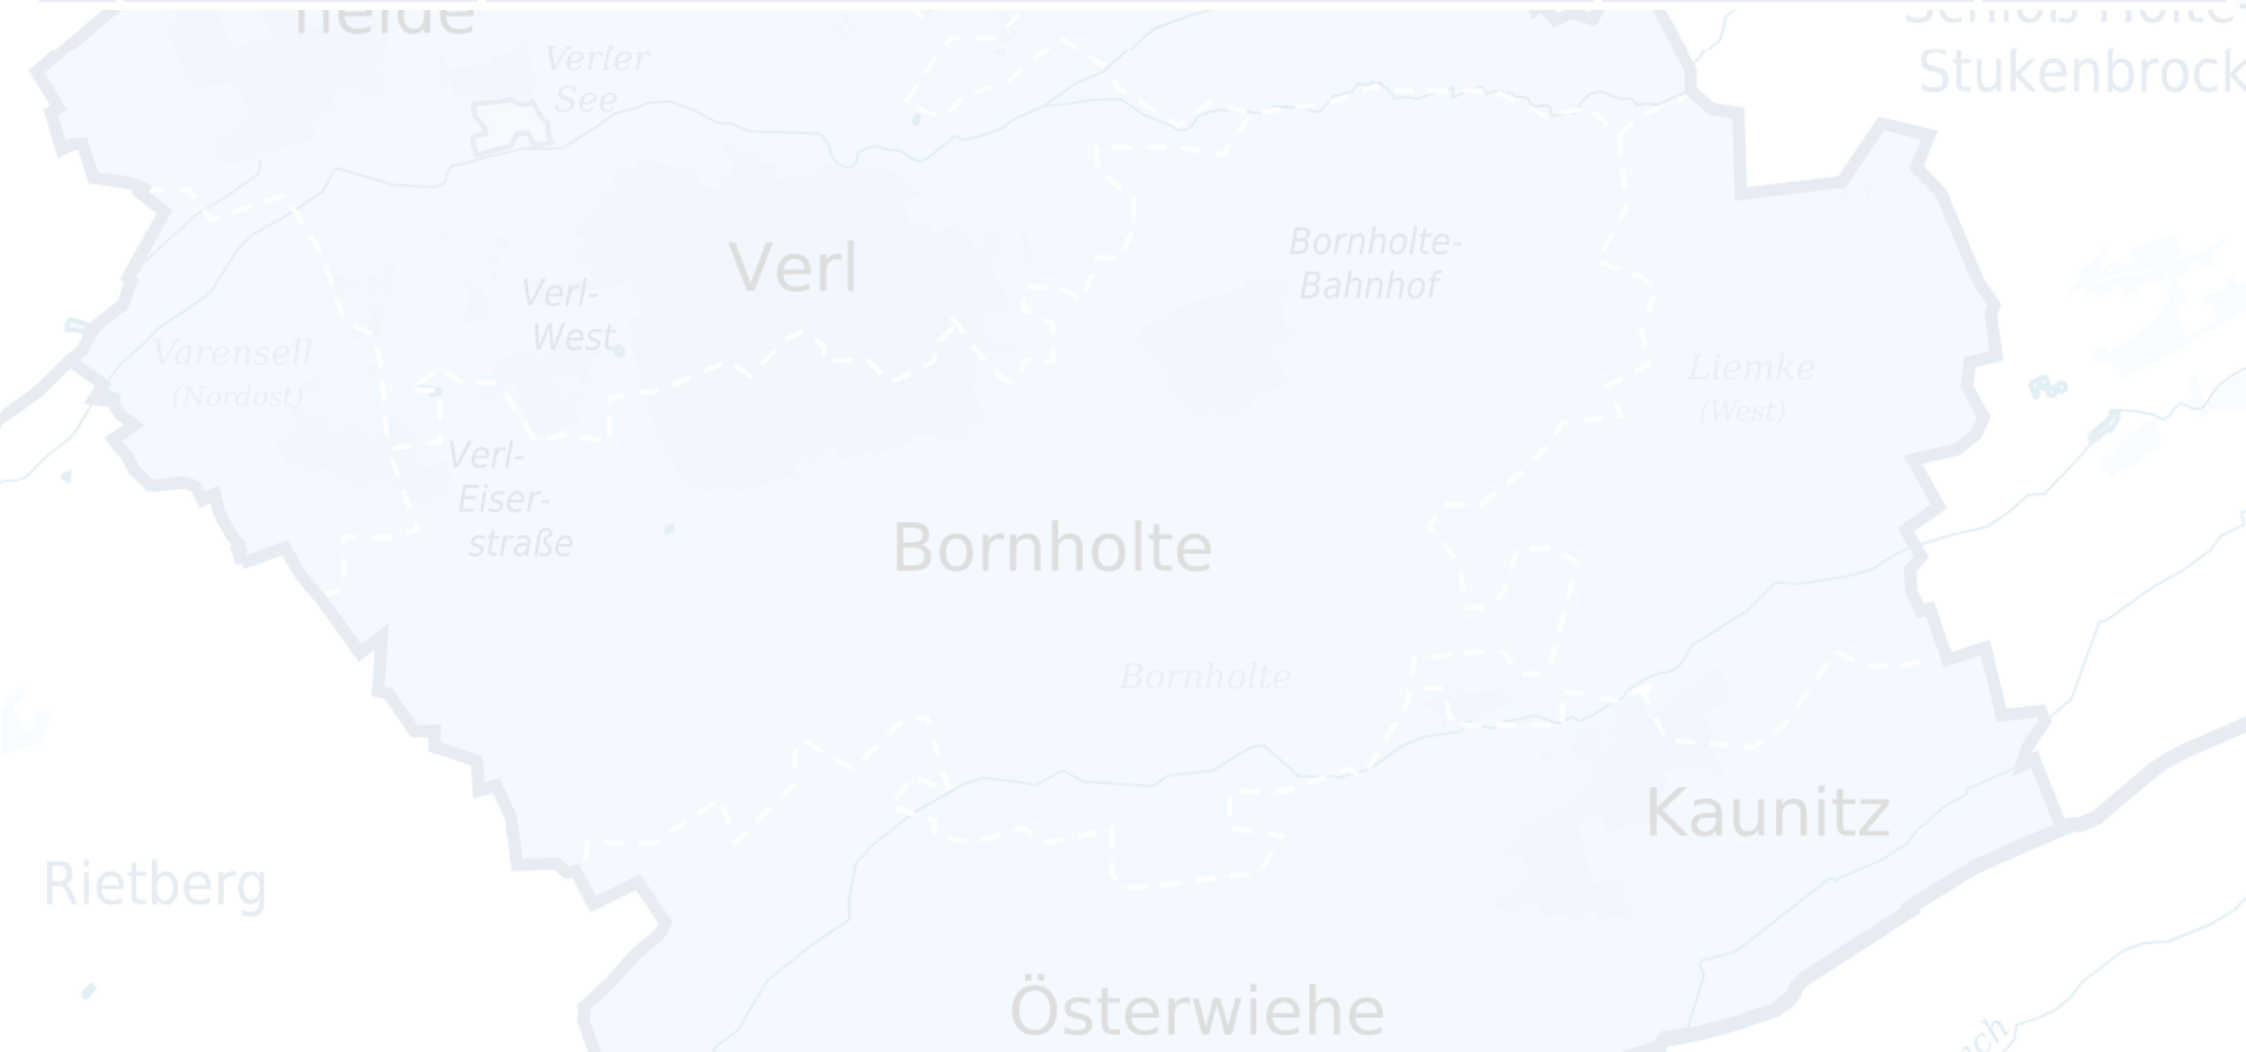 Verler
See
Stukenbrock
Verl
Bornholte-
Bahnhof
Verl-
West
Varensell
(Nordost)
Liemke
(West)
Verl-
Eiser-
straße
Bornholte
Bornholte
Kaunitz
Rietberg
Österwiehe